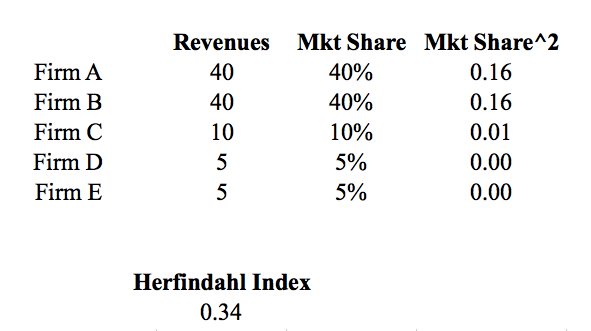 Revenues Mkt Share Mkt Share^2
Firm A 40 40% 0.16
Firm B 40 40% 0.16
Firm C 10 10% 0.01
Firm D 5 5% 0.00
Firm E 5 5% 0.00
Herfindahl Index
0.34